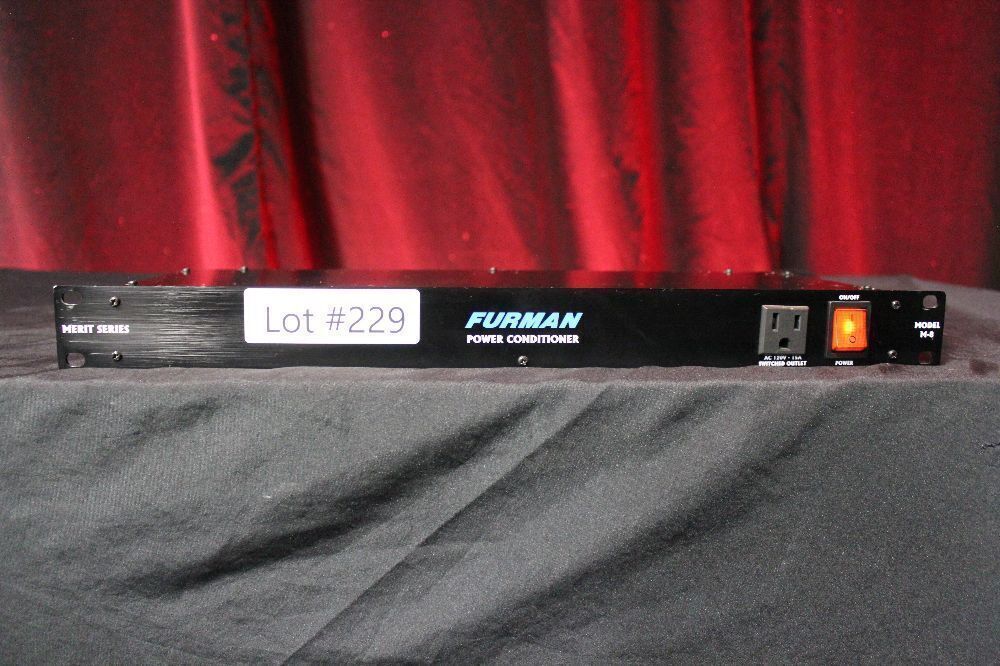 MERIT SERIES
Lot #229
FURMAN
POWER CONDITIONER
AC 120V - 15A
SWITCHED OUTLET
ON/OFF
POWER
MODEL
M-8